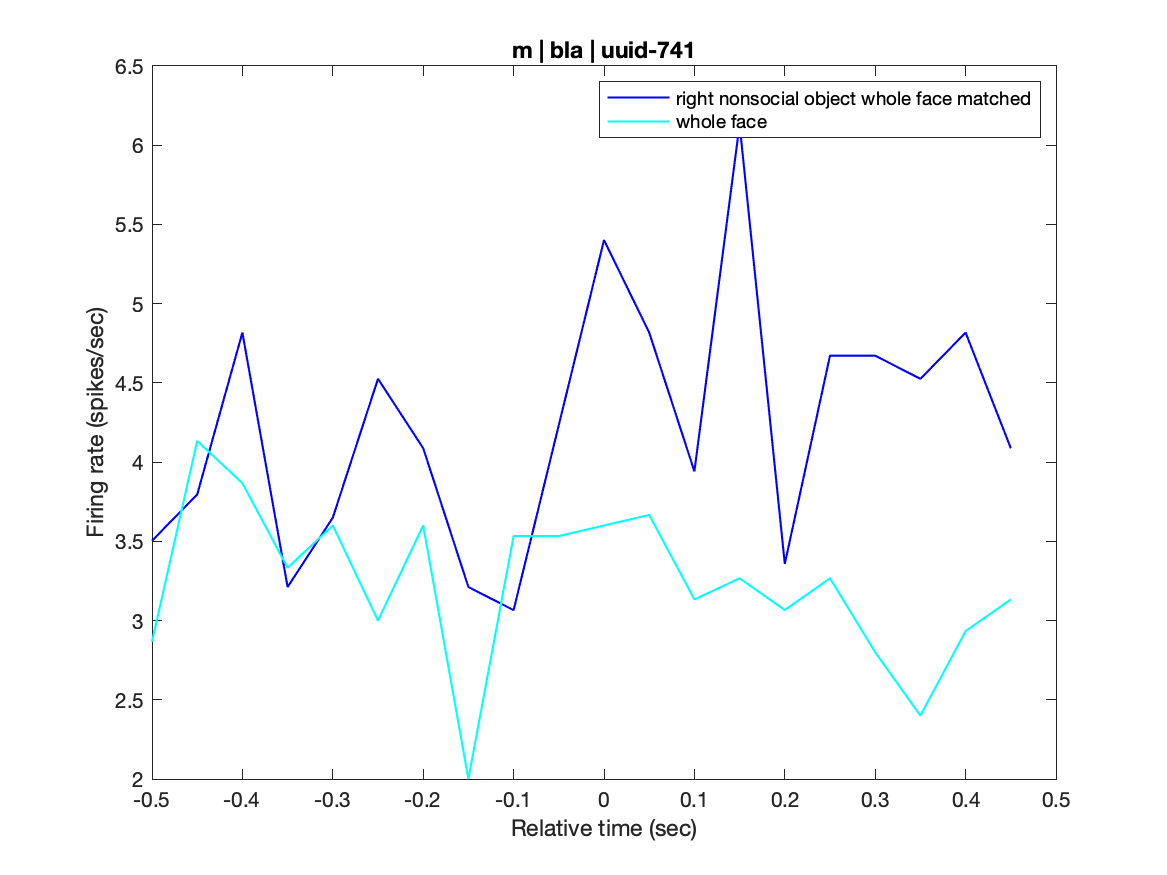 m | bla | uuid-741
right nonsocial object whole face matched
whole face
Firing rate (spikes/sec)
6.5
6
5.5
5
4.5
4
3.5
3
2.5
2
-0.5 -0.4 -0.3 -0.2 -0.1 0 0.1 0.2 0.3 0.4 0.5
Relative time (sec)